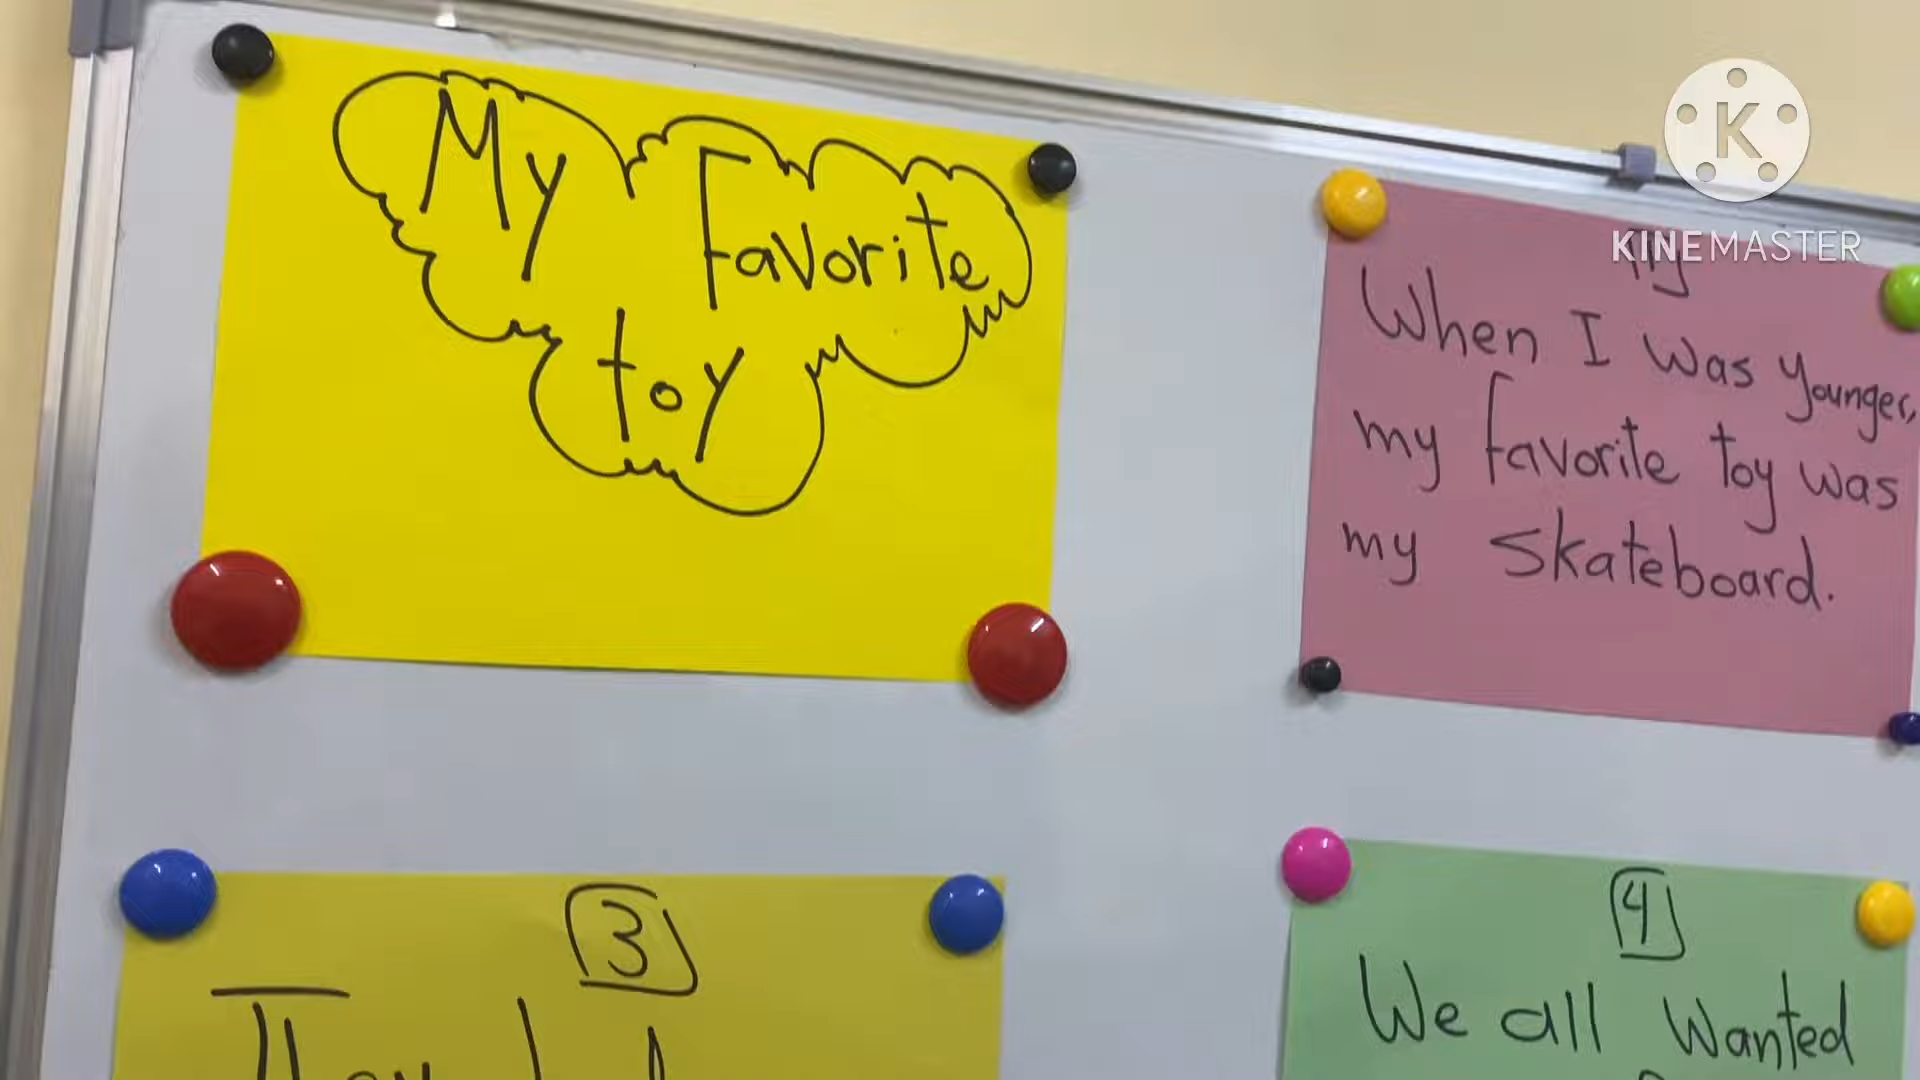 My Favorite
toy
KINEMASTER
When I was younger,
my favorite toy was
my skateboard.
3
4
We all wanted